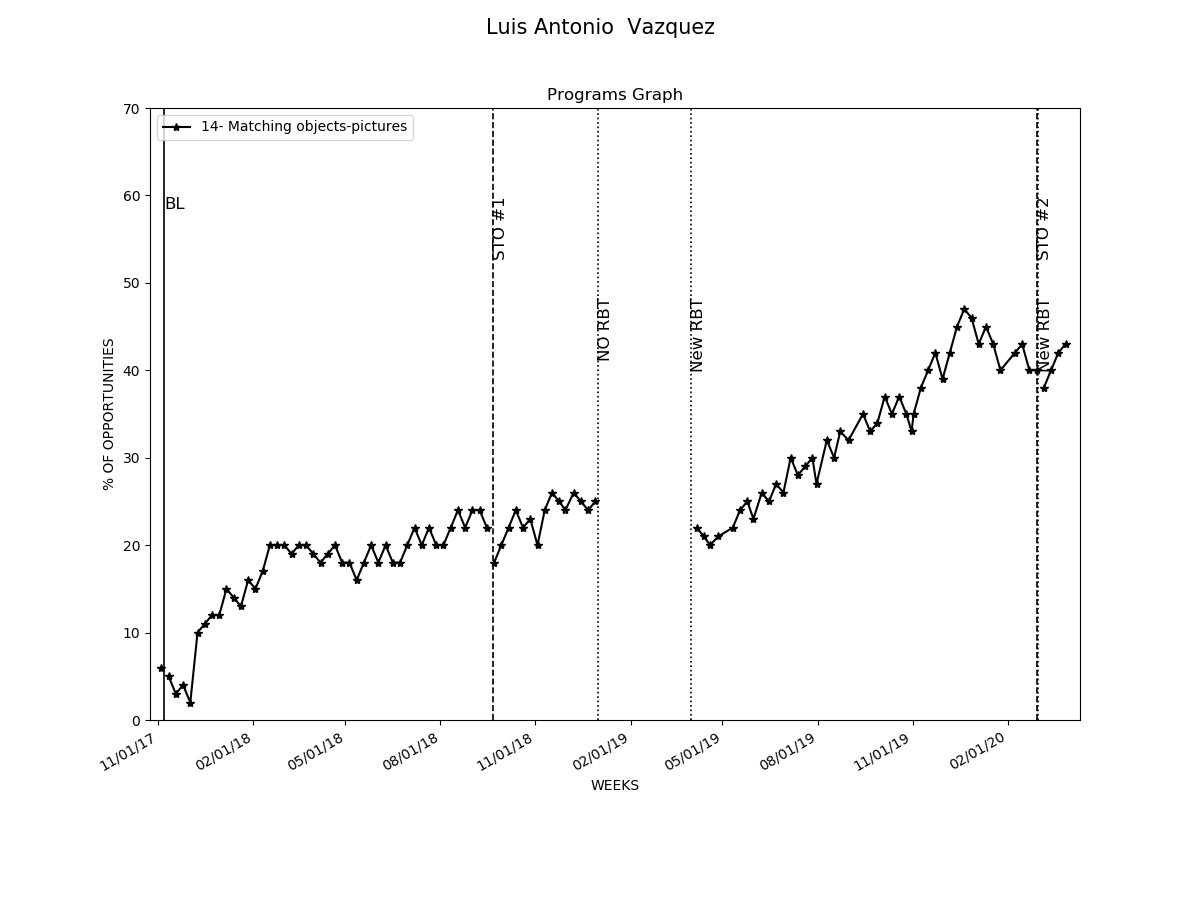 Luis Antonio  Vazquez
Programs Graph
14- Matching objects-pictures
BL
STO #1
NO RBT
New RBT
STO #2
New RBT
% OF OPPORTUNITIES
70
60
50
40
30
20
10
0
11/01/17
02/01/18
05/01/18
08/01/18
11/01/18
02/01/19
05/01/19
08/01/19
11/01/19
02/01/20
WEEKS